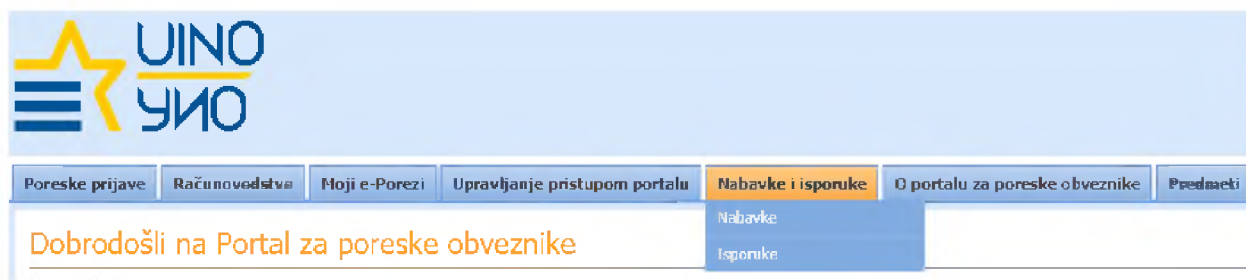 UINO
УИО
Poreske prijave Računovodstvo Moji e-Porezi Upravljanje pristupom portalu Nabavke i isporuke O portalu za poreske obveznike Predmeti
Nabavke
Isporuke
Dobrodošli na Portal za poreske obveznike